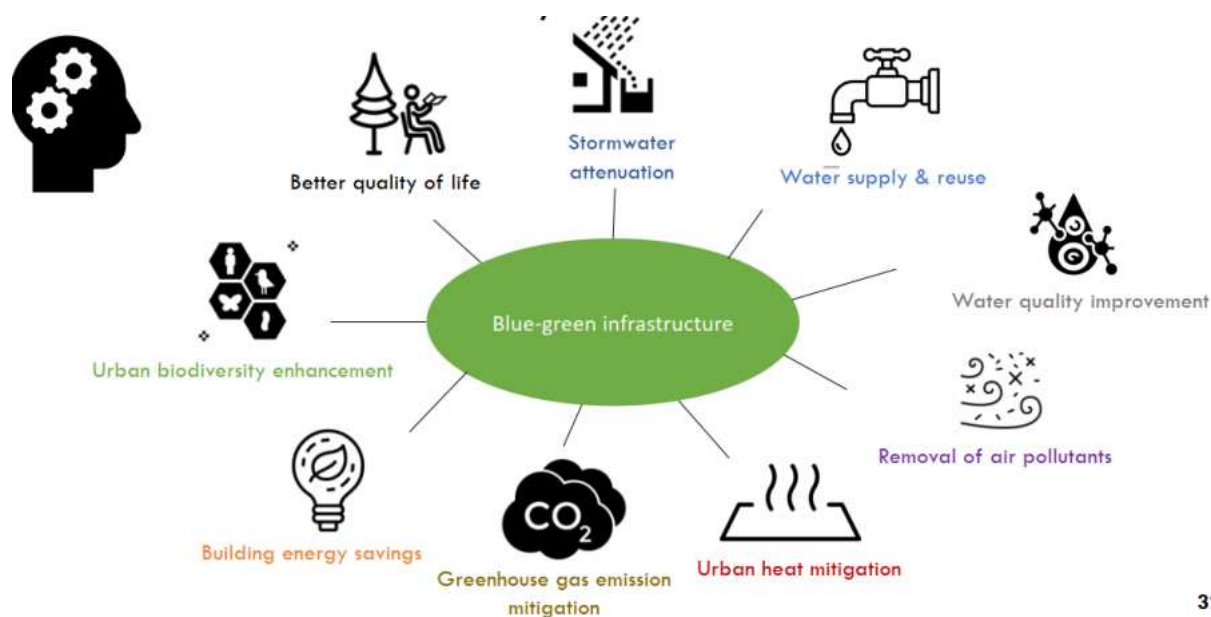 Stormwater
attenuation
Better quality of life
Water supply & reuse
Water quality improvement
Blue-green infrastructure
Urban biodiversity enhancement
Removal of air pollutants
Building energy savings
CO2
Greenhouse gas emission
mitigation
Urban heat mitigation